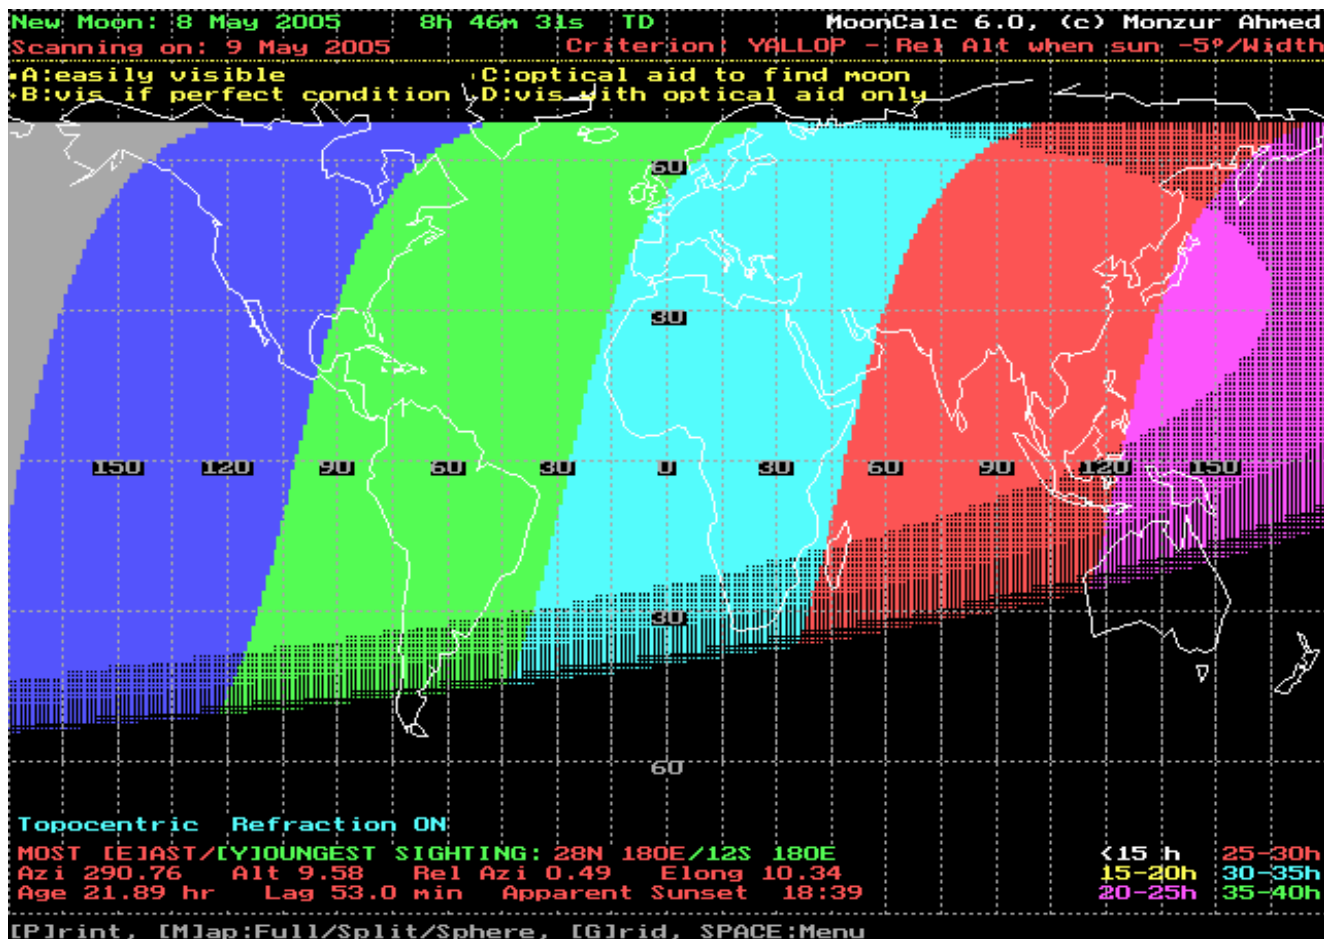 New Moon: 8 May 2005 8h 46m 31s TD MoonCalc 6.0, (c) Monzur Ahmed
Scanning on: 9 May 2005 Criterion: YALLOP - Rel Alt when sun -5º/Width
A:easily visible C:optical aid to find moon
B:vis if perfect condition D:vis with optical aid only
60
30
150 120 90 60 30 0 30 60 90 120 150
30
60
Topocentric Refraction ON
MOST [E]AST/[Y]OUNGEST SIGHTING: 28N 180E/12S 180E <15 h 25-30h
Azi 290.76 Alt 9.58 Rel Azi 0.49 Elong 10.34 15-20h 30-35h
Age 21.89 hr Lag 53.0 min Apparent Sunset 18:39 20-25h 35-40h
[P]rint, [M]ap:Full/Split/Sphere, [G]rid, SPACE:Menu